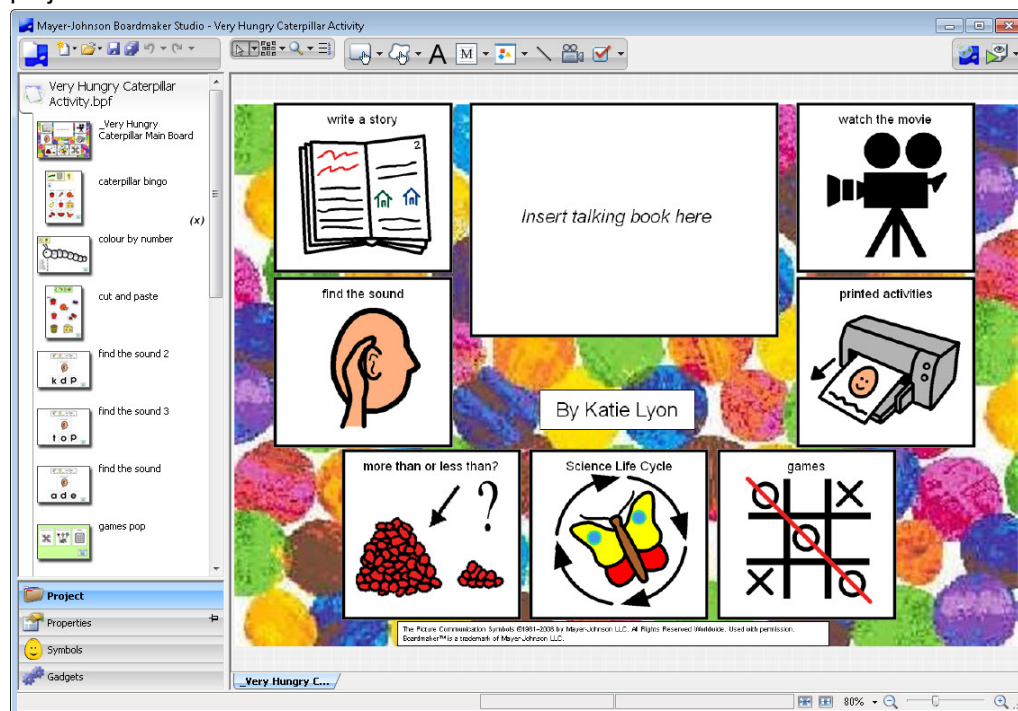 Mayer-Johnson Boardmaker Studio - Very Hungry Caterpillar Activity
A
M
Very Hungry Caterpillar
Activity.bpf
_Very Hungry
Caterpillar Main Board
caterpillar bingo
(x)
colour by number
cut and paste
find the sound 2
k d p
find the sound 3
t o p
find the sound
a d e
games pop
Project
Properties
Symbols
Gadgets
write a story
2
Insert talking book here
watch the movie
find the sound
printed activities
By Katie Lyon
more than or less than?
?
Science Life Cycle
games
The Picture Communication Symbols ©1981–2008 by Mayer-Johnson LLC. All Rights Reserved Worldwide. Used with permission.
Boardmaker™ is a trademark of Mayer-Johnson LLC.
_Very Hungry C...
80%